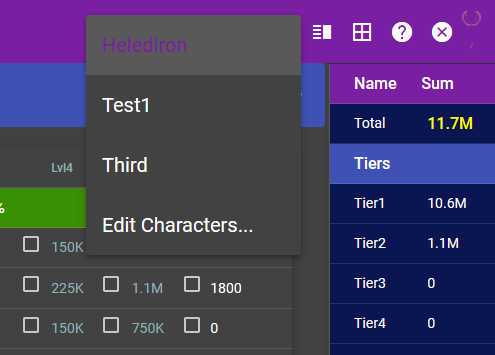 Helediron
Test1
Third
Edit Characters...
Lvl4
%
150K
225K 1.1M 1800
150K 750K 0
Name Sum
Total 11.7M
Tiers
Tier1 10.6M
Tier2 1.1M
Tier3 0
Tier4 0